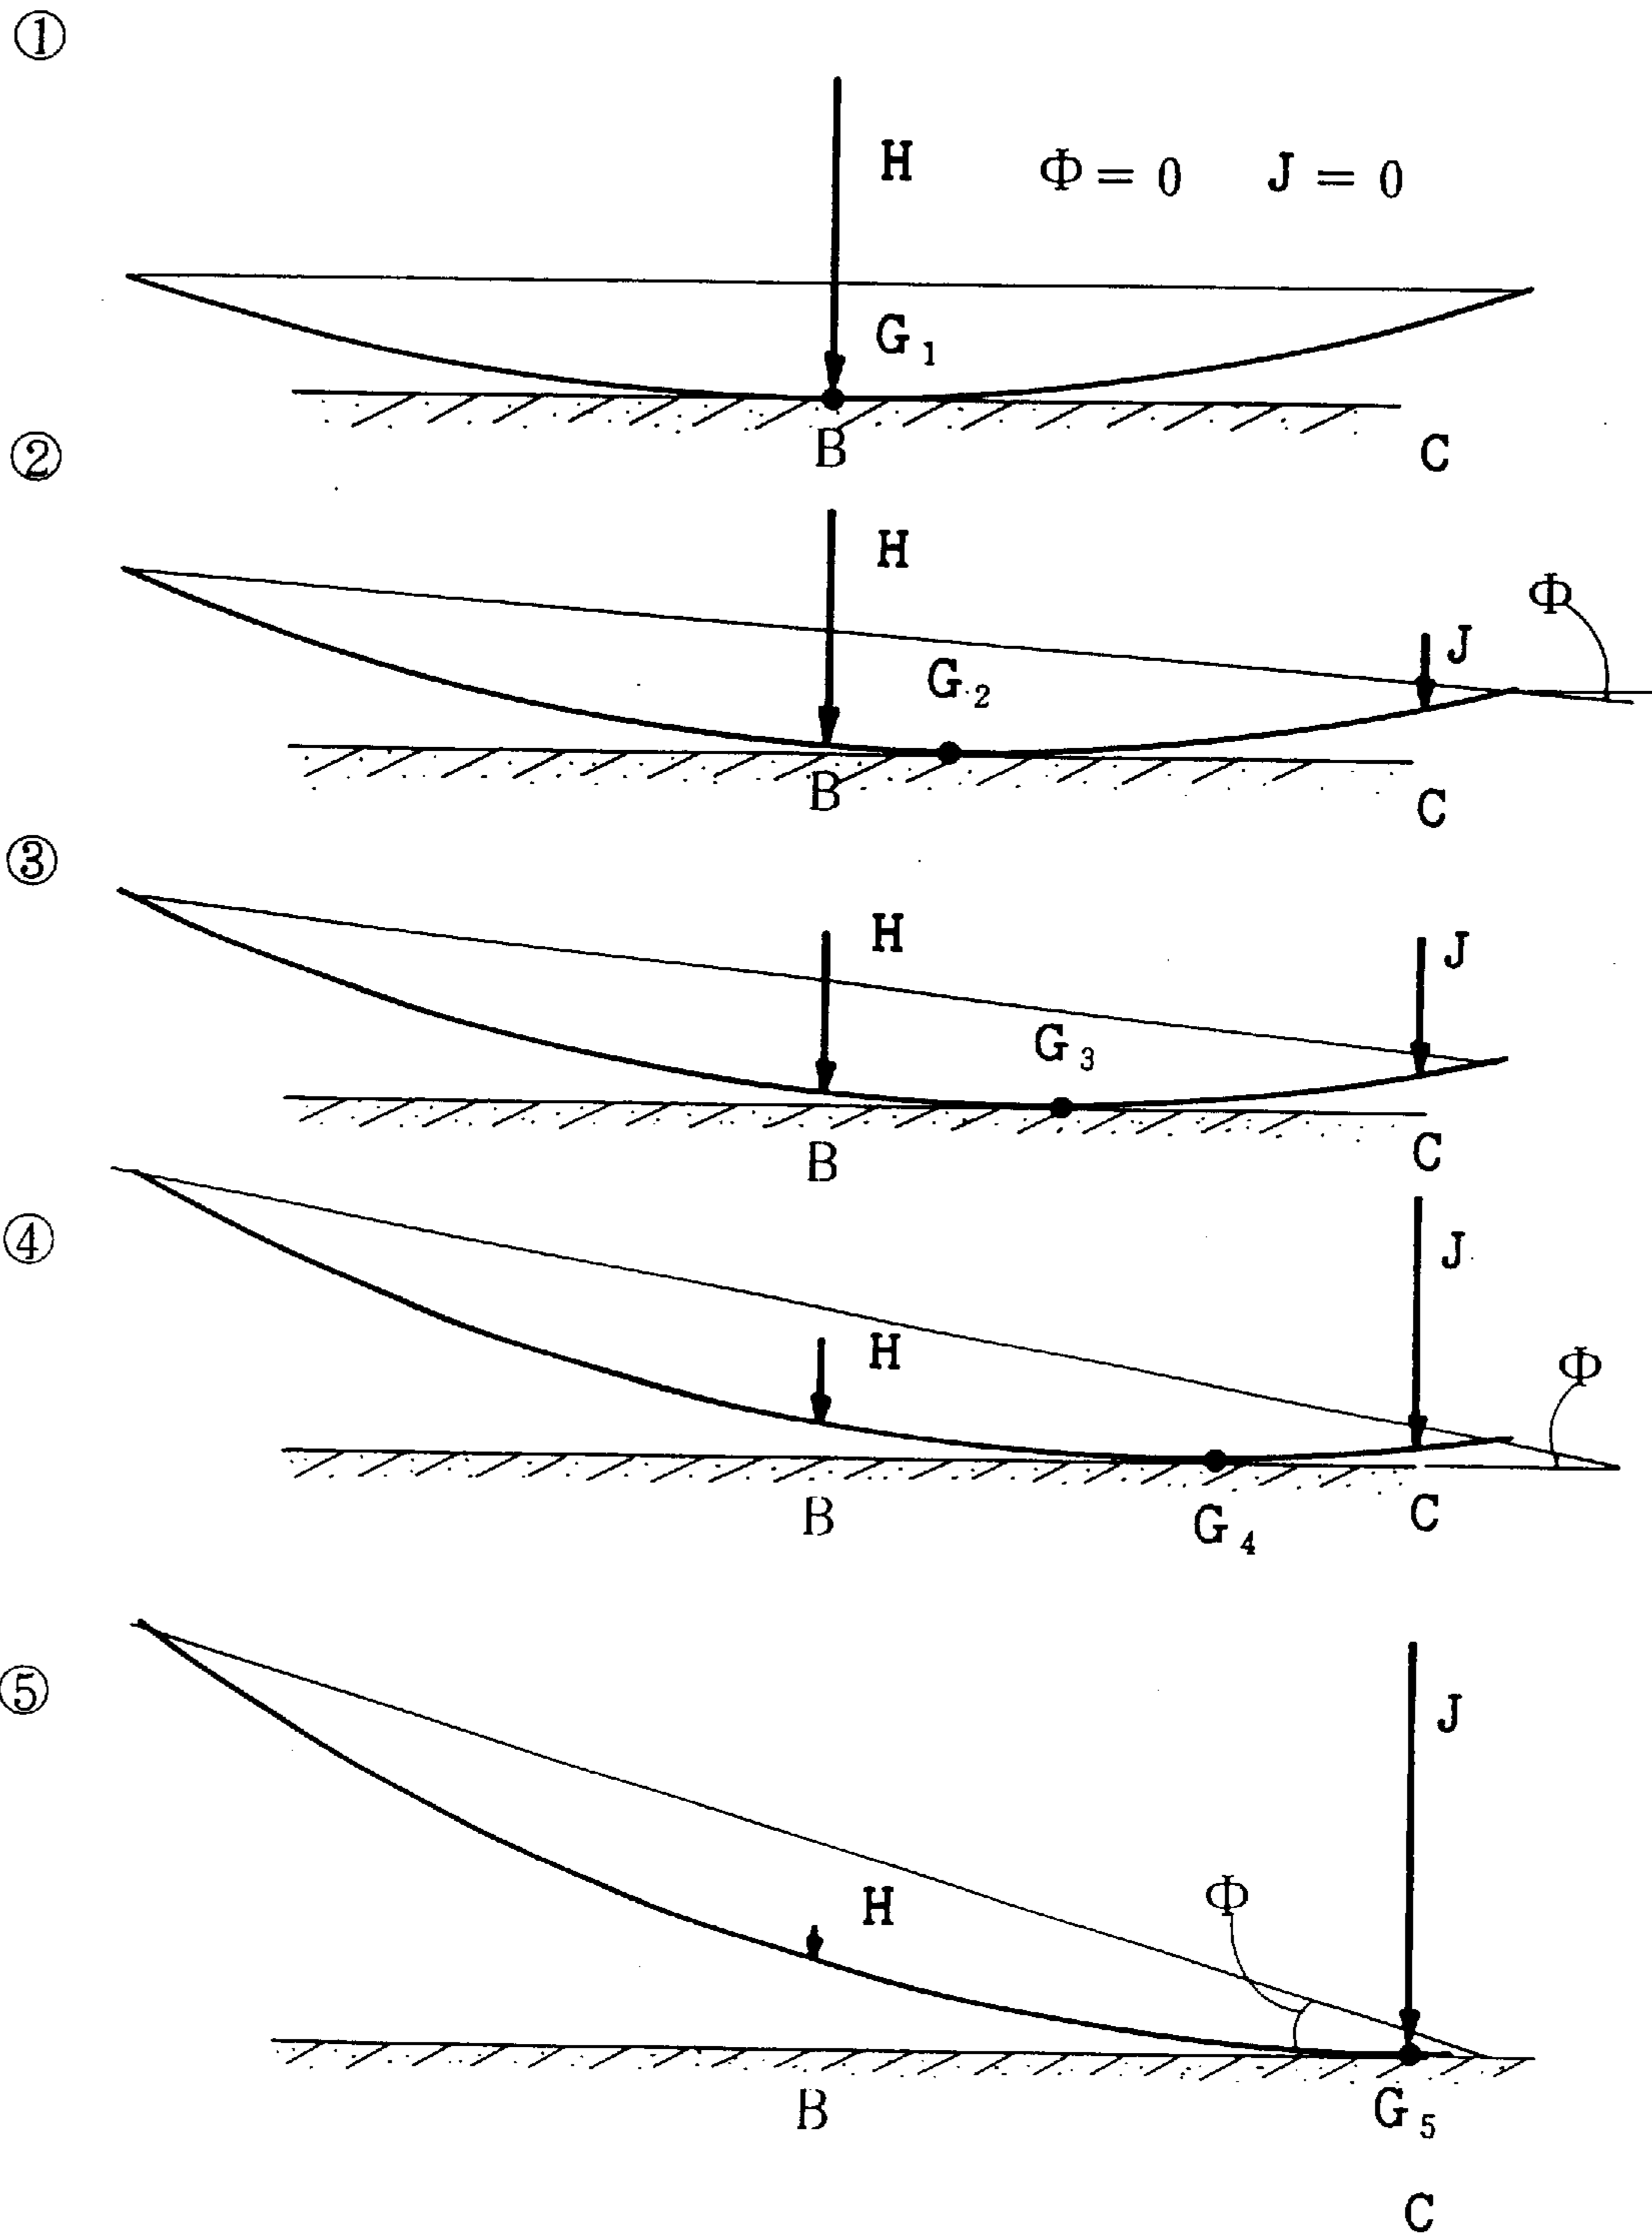 ①
H Φ = 0 J = 0
G₁
B C
②
H Φ
J
G₂
B C
③
H J
G₃
B C
④
J
H Φ
B G₄ C
⑤
J
H Φ
B G₅
C